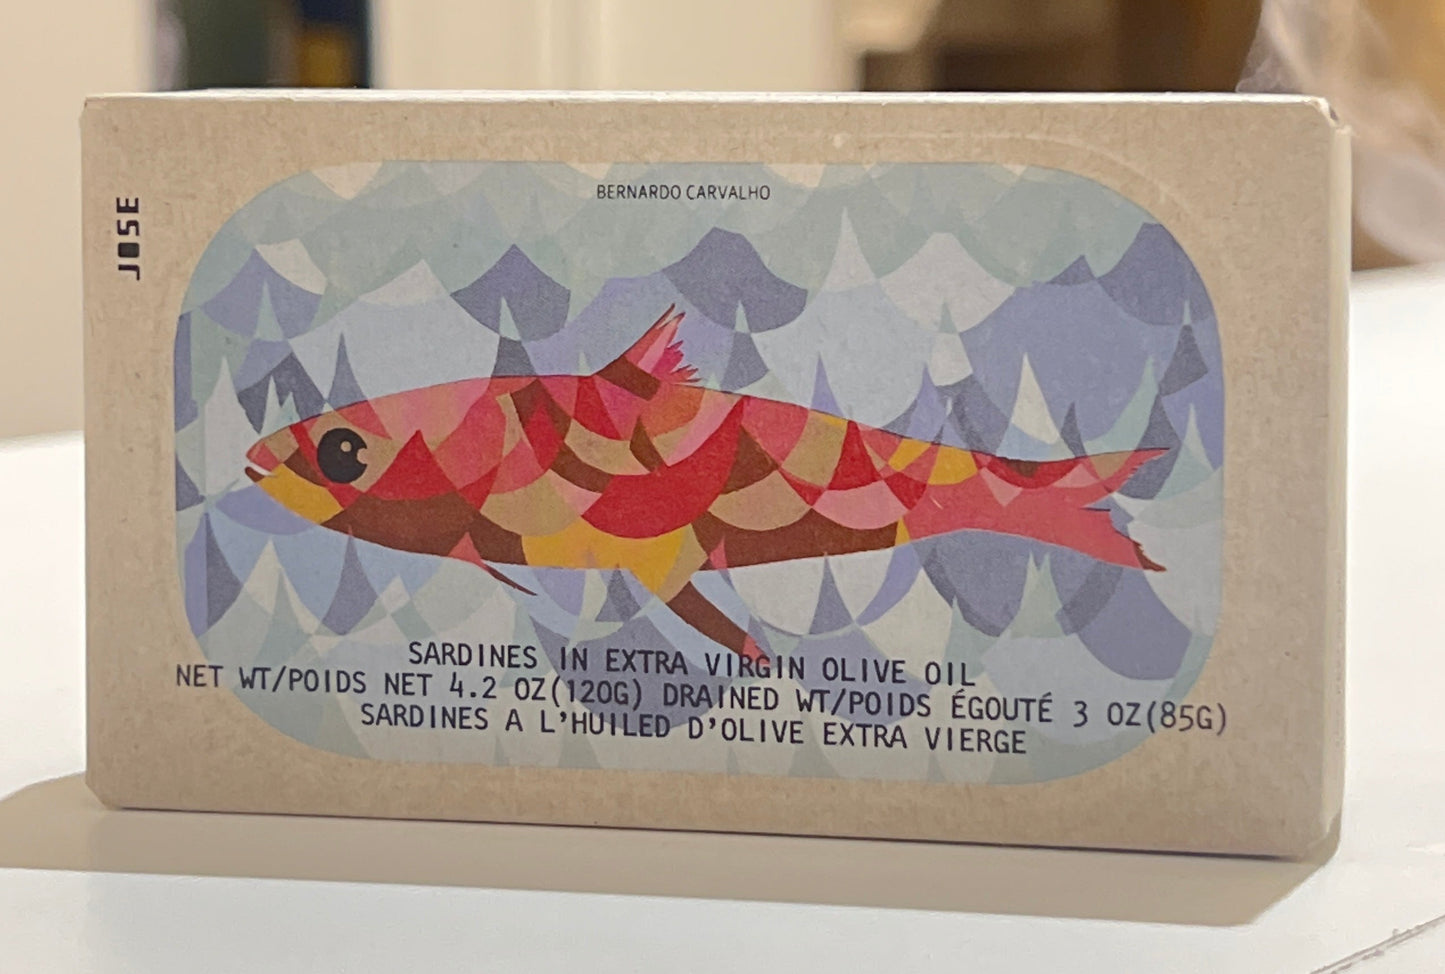 JOSE
BERNARDO CARVALHO
SARDINES IN EXTRA VIRGIN OLIVE OIL
NET WT/POIDS NET 4.2 OZ(120G) DRAINED WT/POIDS ÉGOUTÉ 3 OZ(85G)
SARDINES A L'HUILED D'OLIVE EXTRA VIERGE